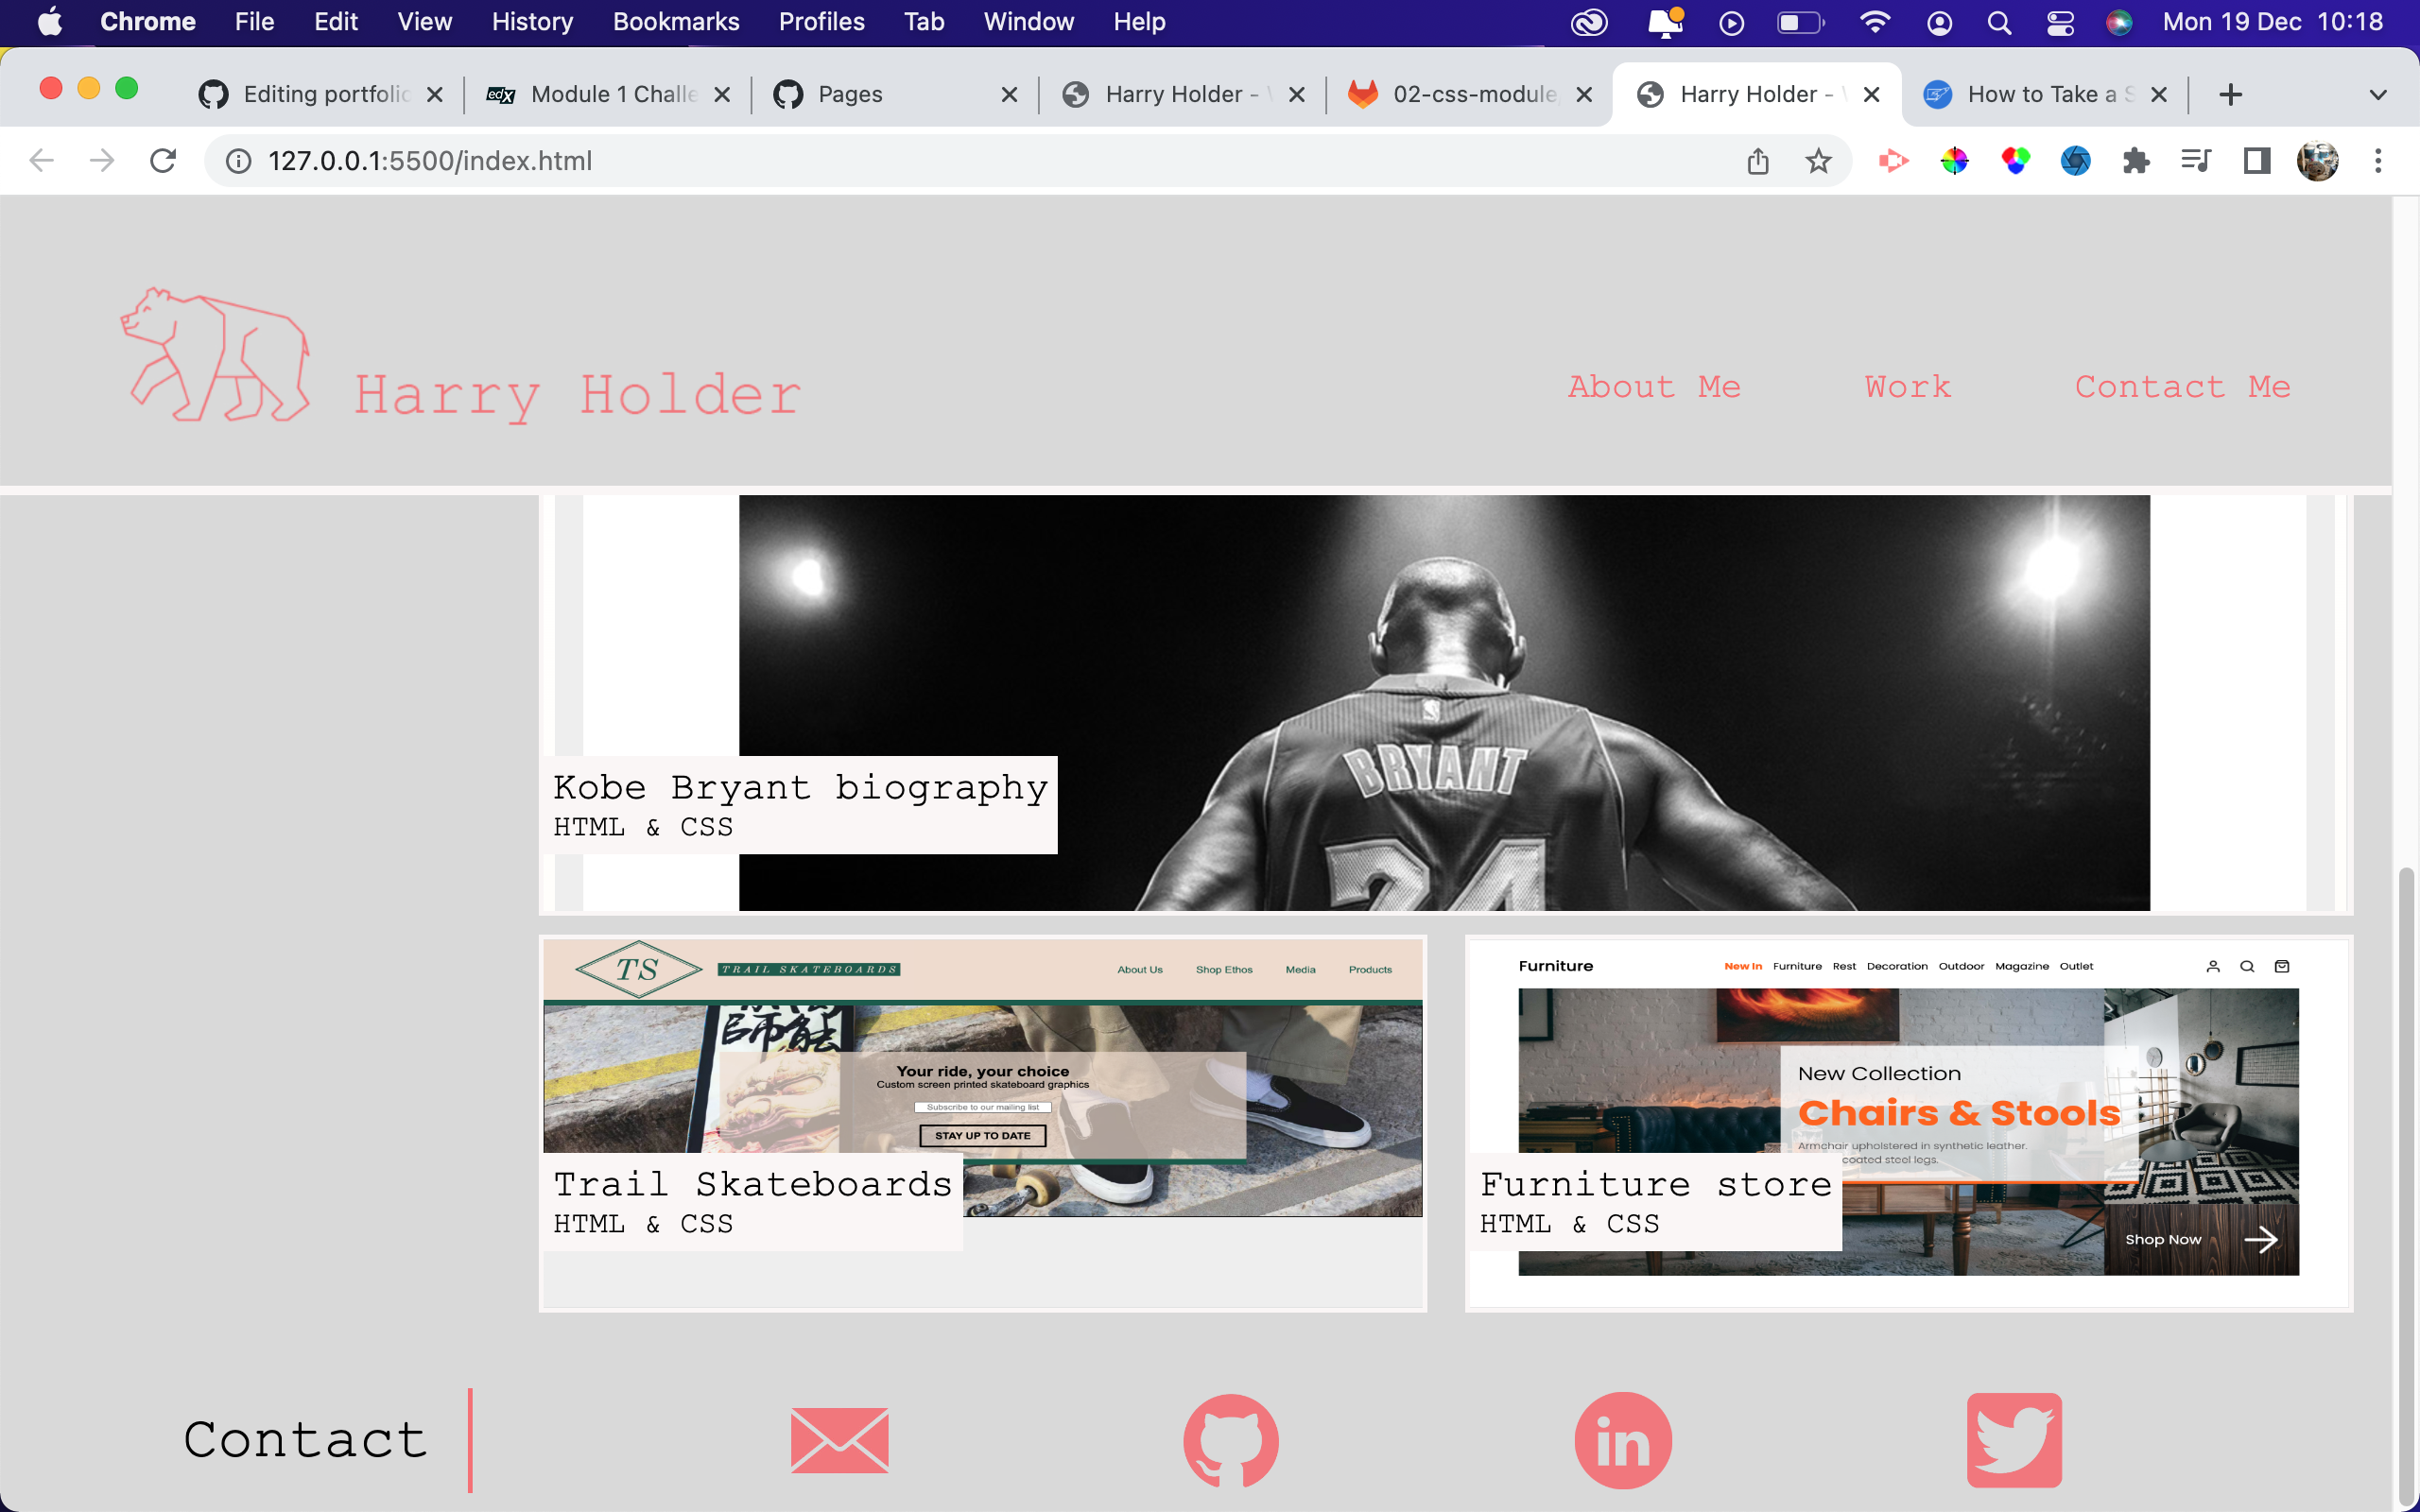 Chrome File Edit View History Bookmarks Profiles Tab Window Help Mon 19 Dec 10:18
Editing portfolio edX Module 1 Challe Pages Harry Holder - 02-css-module Harry Holder - How to Take a S
127.0.0.1:5500/index.html
Harry Holder
About Me Work Contact Me
BRYANT
24
Kobe Bryant biography
HTML & CSS
TS TRAIL SKATEBOARDS About Us Shop Ethos Media Products
Your ride, your choice
Custom screen printed skateboard graphics
Subscribe to our mailing list
STAY UP TO DATE
Trail Skateboards
HTML & CSS
Furniture New In Furniture Rest Decoration Outdoor Magazine Outlet
New Collection
Chairs & Stools
Armchair upholstered in synthetic leather.
coated steel legs.
Shop Now
Furniture store
HTML & CSS
Contact
in